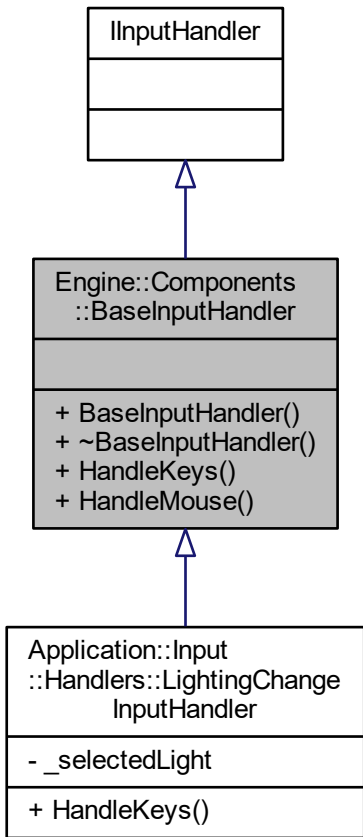 IInputHandler
Engine::Components
::BaseInputHandler
+ BaseInputHandler()
+ ~BaseInputHandler()
+ HandleKeys()
+ HandleMouse()
Application::Input
::Handlers::LightingChange
InputHandler
- _selectedLight
+ HandleKeys()